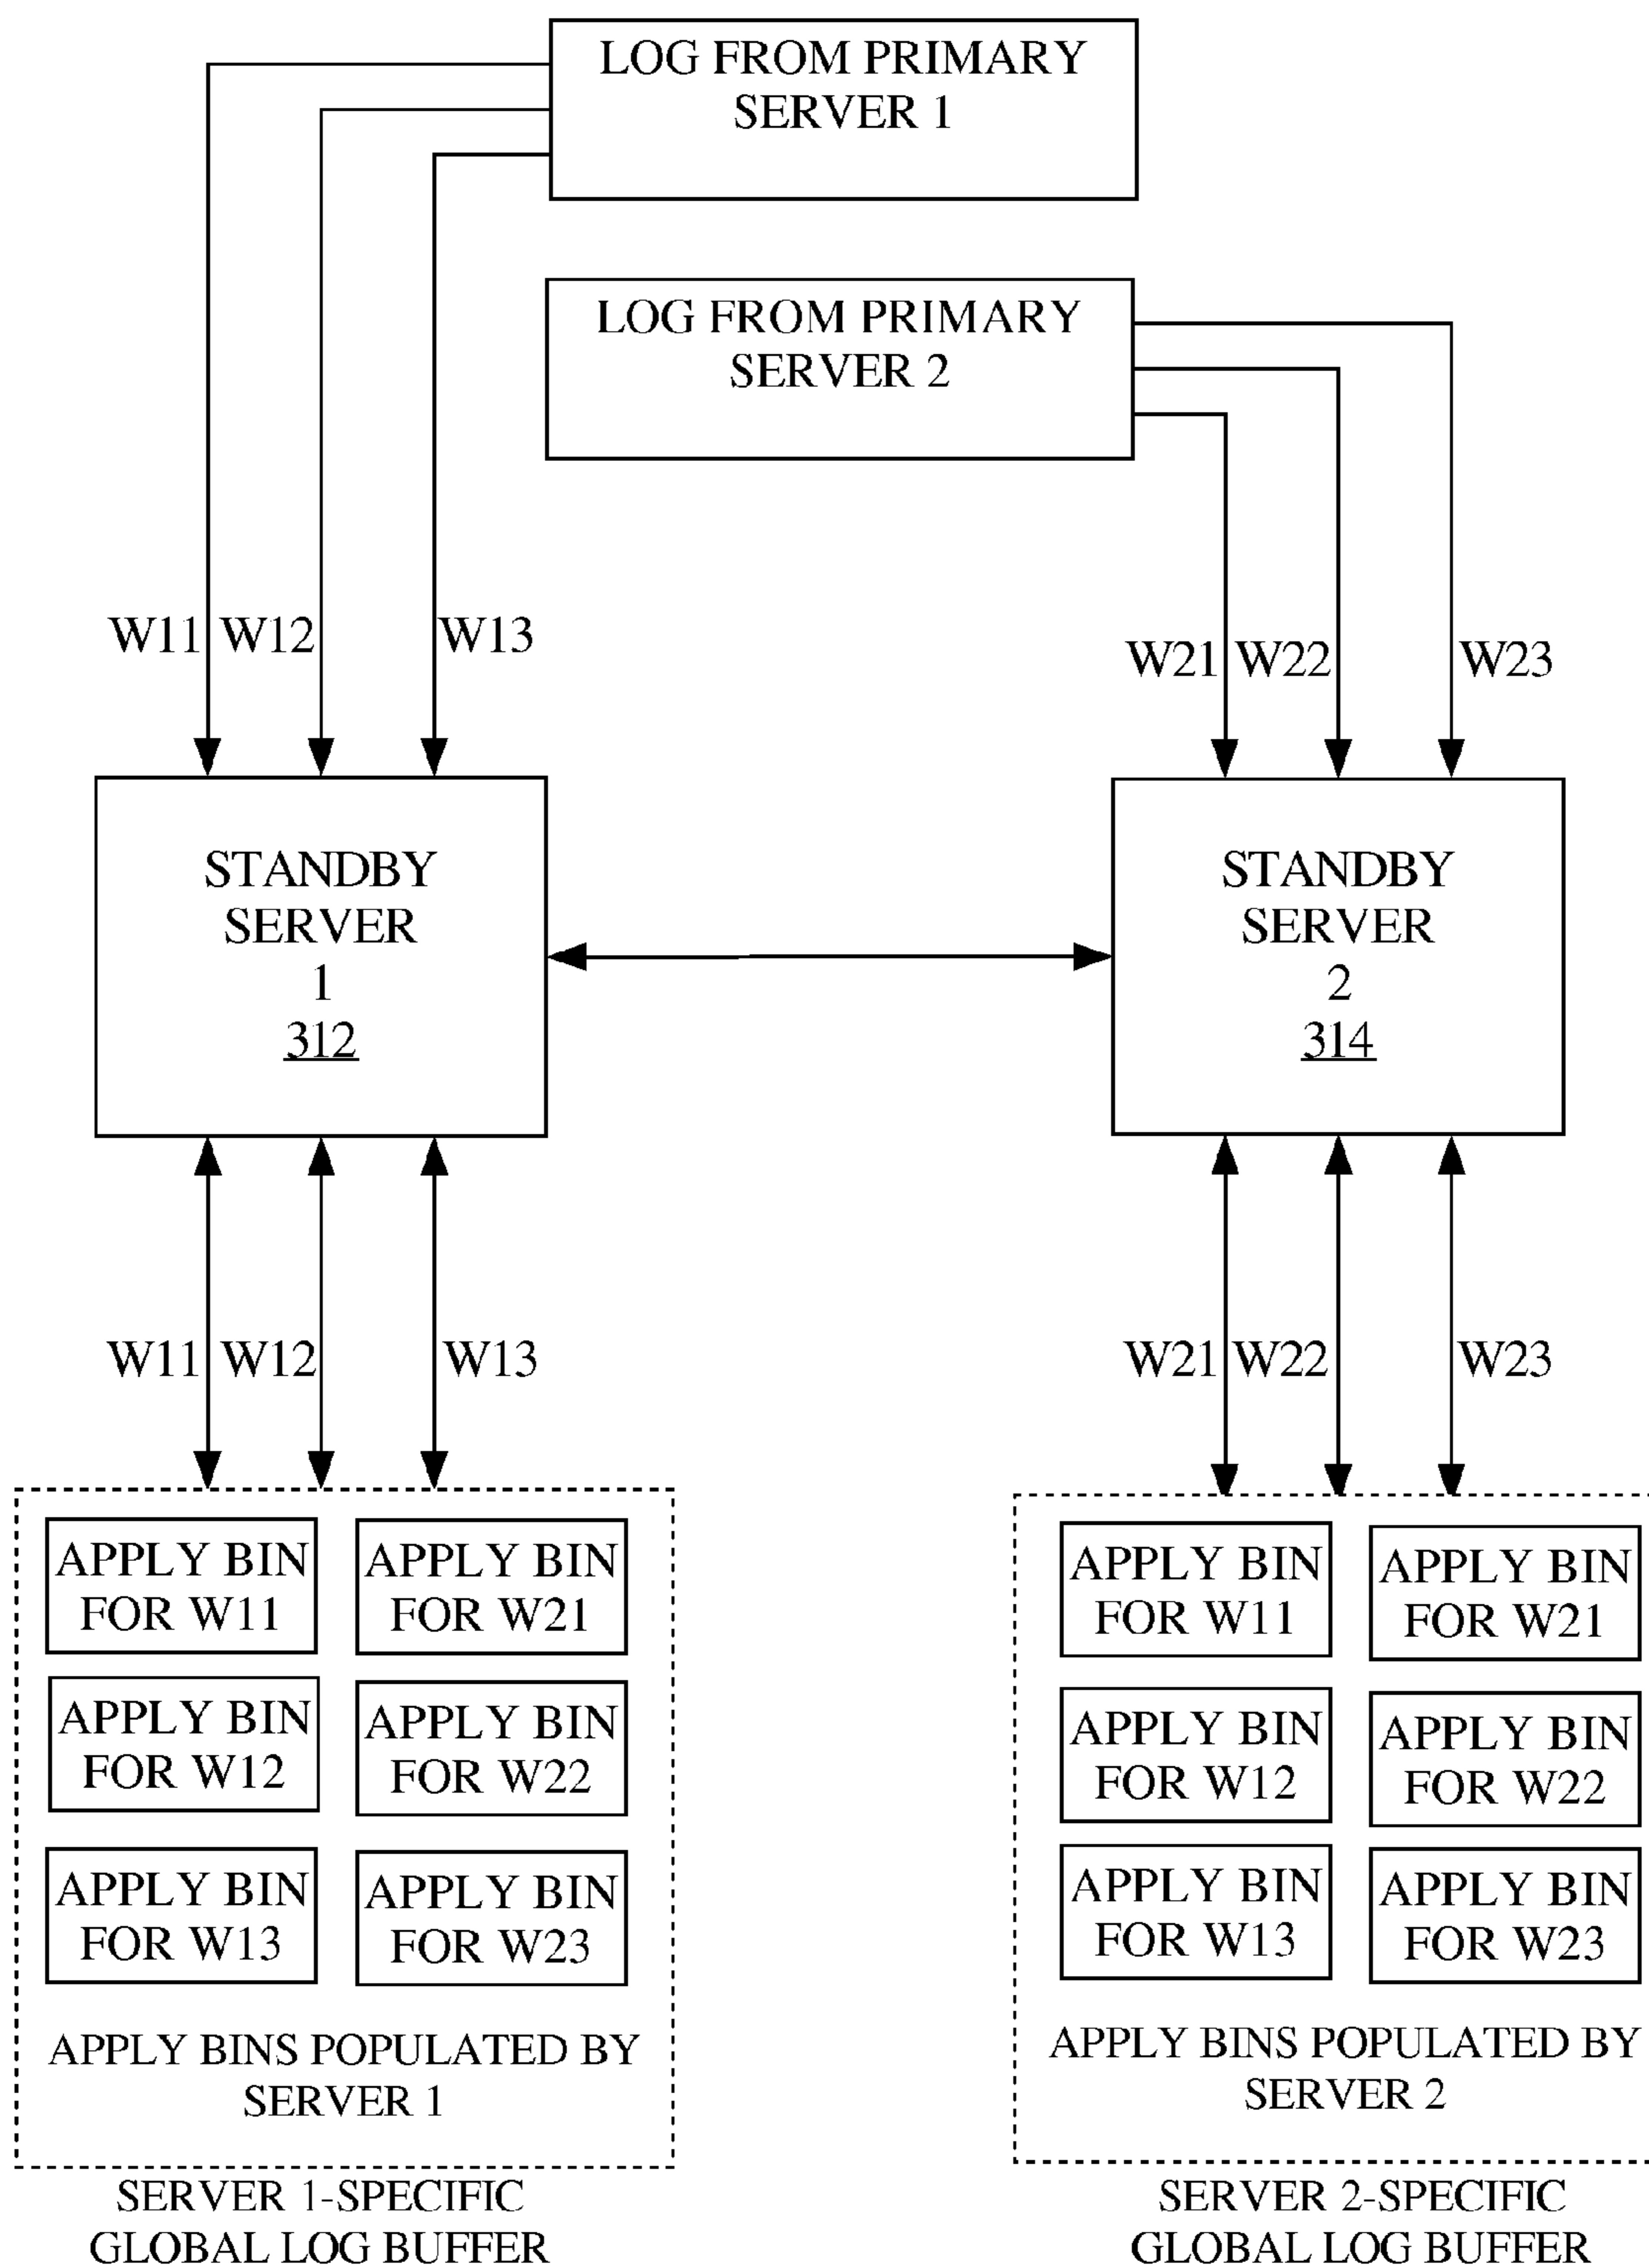 LOG FROM PRIMARY
SERVER 1
LOG FROM PRIMARY
SERVER 2
W11 W12 W13
W21 W22 W23
STANDBY
SERVER
1
312
STANDBY
SERVER
2
314
W11 W12 W13
W21 W22 W23
APPLY BIN
FOR W11
APPLY BIN
FOR W21
APPLY BIN
FOR W12
APPLY BIN
FOR W22
APPLY BIN
FOR W13
APPLY BIN
FOR W23
APPLY BINS POPULATED BY
SERVER 1
SERVER 1-SPECIFIC
GLOBAL LOG BUFFER
APPLY BIN
FOR W11
APPLY BIN
FOR W21
APPLY BIN
FOR W12
APPLY BIN
FOR W22
APPLY BIN
FOR W13
APPLY BIN
FOR W23
APPLY BINS POPULATED BY
SERVER 2
SERVER 2-SPECIFIC
GLOBAL LOG BUFFER